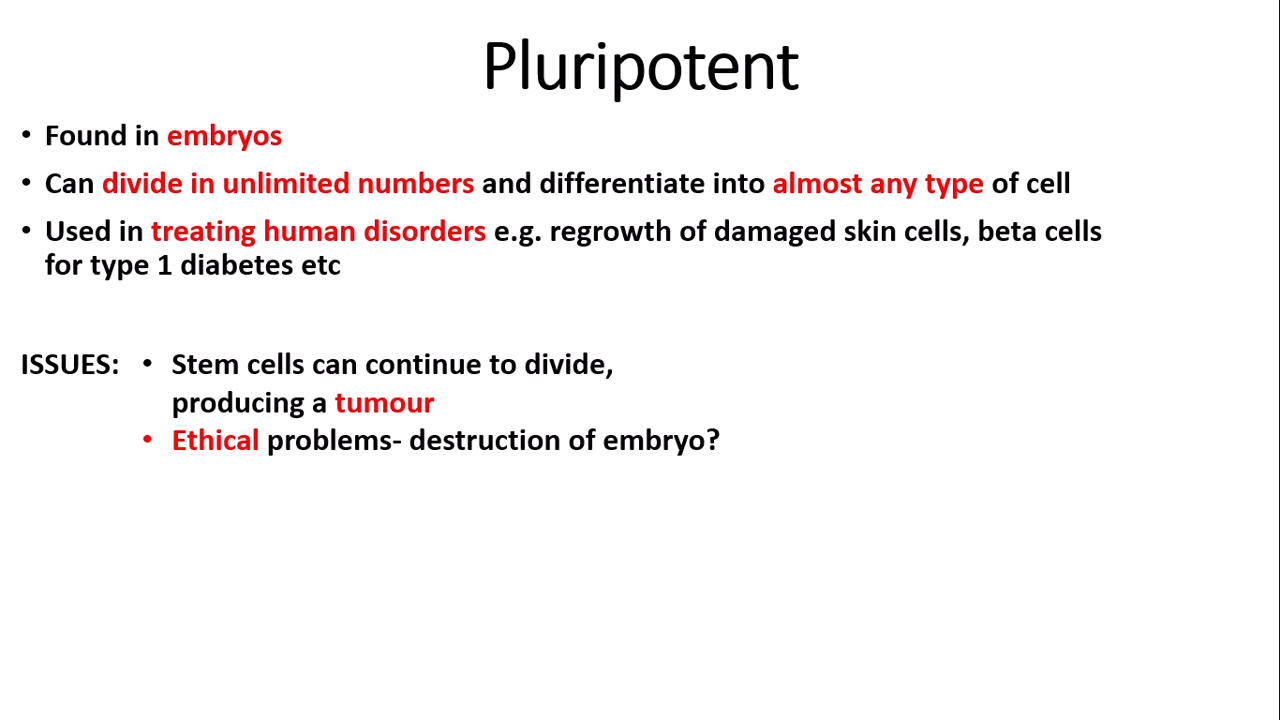 Pluripotent
• Found in embryos
• Can divide in unlimited numbers and differentiate into almost any type of cell
• Used in treating human disorders e.g. regrowth of damaged skin cells, beta cells
for type 1 diabetes etc
ISSUES: • Stem cells can continue to divide,
producing a tumour
• Ethical problems- destruction of embryo?